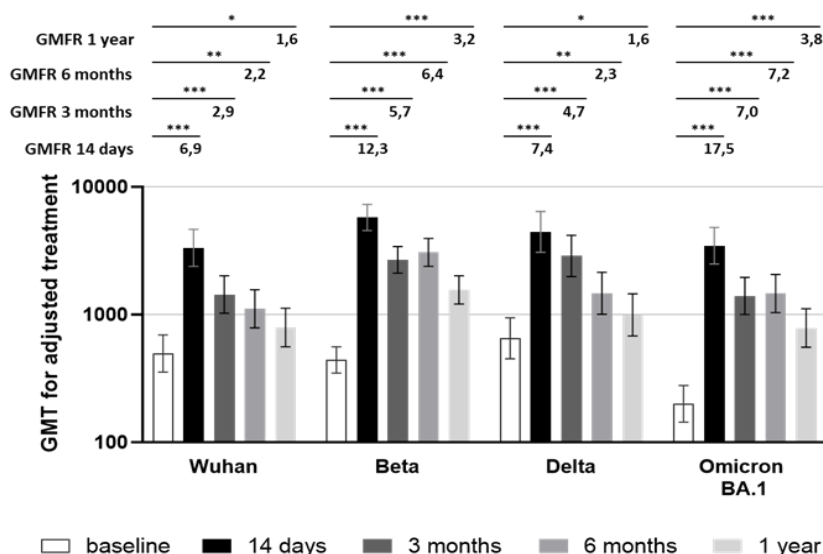 * *** * ***
GMFR 1 year 1,6 3,2 1,6 3,8
** *** ** ***
GMFR 6 months 2,2 6,4 2,3 7,2
*** *** *** ***
GMFR 3 months 2,9 5,7 4,7 7,0
*** *** *** ***
GMFR 14 days 6,9 12,3 7,4 17,5
GMT for adjusted treatment
10000
1000
100
Wuhan Beta Delta Omicron
BA.1
baseline 14 days 3 months 6 months 1 year